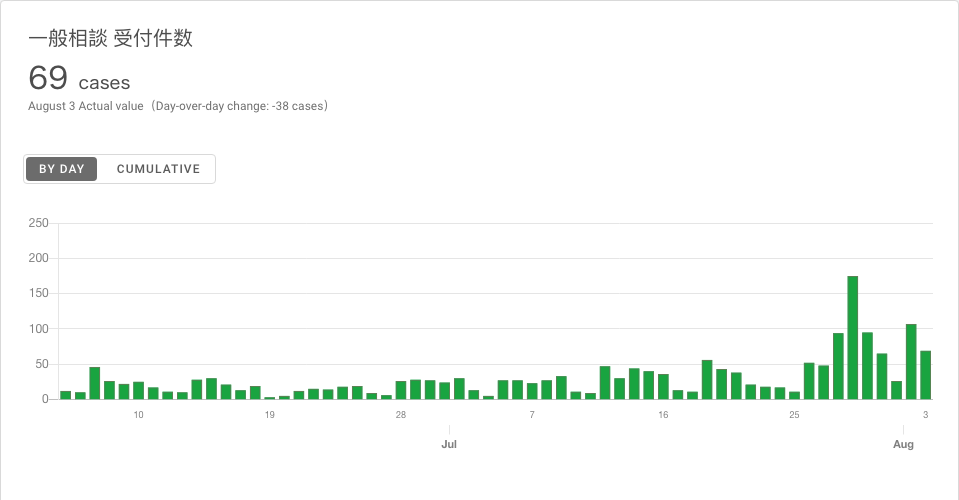 一般相談 受付件数
69 cases
August 3 Actual value（Day-over-day change: -38 cases）
BY DAY CUMULATIVE
250
200
150
100
50
0
10 19 28 7 16 25 3
Jul Aug